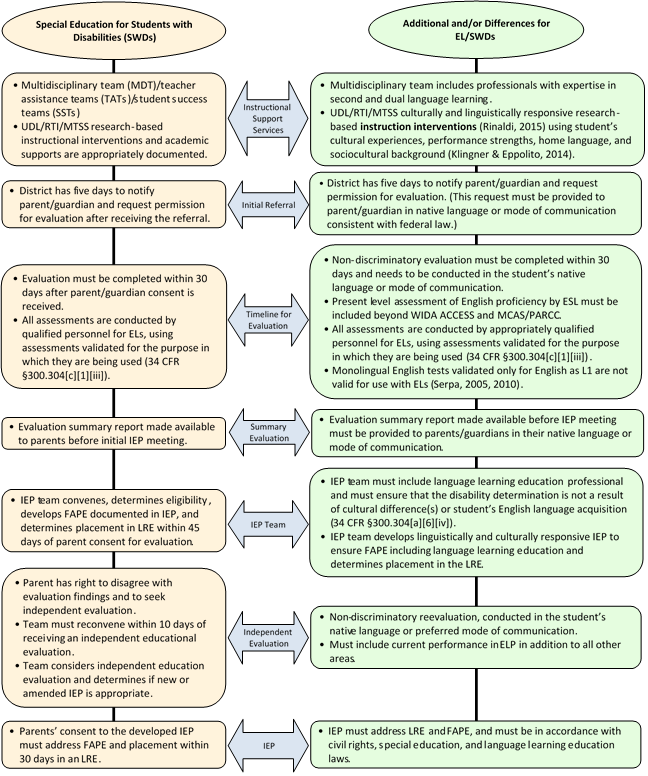 Special Education for Students with
Disabilities (SWDs)
Additional and/or Differences for
EL/SWDs
• Multidisciplinary team (MDT)/teacher
assistance teams (TATs)/student success
teams (SSTs)
• UDL/RTI/MTSS research-based
instructional interventions and academic
supports are appropriately documented.
Instructional
Support
Services
• Multidisciplinary team includes professionals with expertise in
second and dual language learning.
• UDL/RTI/MTSS culturally and linguistically responsive research-
based instruction interventions (Rinaldi, 2015) using student's
cultural experiences, performance strengths, home language, and
sociocultural background (Klingner & Eppolito, 2014).
• District has five days to notify
parent/guardian and request permission
for evaluation after receiving the referral.
Initial Referral
• District has five days to notify parent/guardian and request
permission for evaluation. (This request must be provided to
parent/guardian in native language or mode of communication
consistent with federal law.)
• Evaluation must be completed within 30
days after parent/guardian consent is
received.
• All assessments are conducted by
qualified personnel for ELs, using
assessments validated for the purpose in
which they are being used (34 CFR
§300.304[c][1][iii]).
Timeline for
Evaluation
• Non-discriminatory evaluation must be completed within 30
days and needs to be conducted in the student's native
language or mode of communication.
• Present level assessment of English proficiency by ESL must be
included beyond WIDA ACCESS and MCAS/PARCC.
• All assessments are conducted by appropriately qualified
personnel for ELs, using assessments validated for the purpose
in which they are being used (34 CFR §300.304[c][1][iii]).
• Monolingual English tests validated only for English as L1 are not
valid for use with ELs (Serpa, 2005, 2010).
• Evaluation summary report made available
to parents before initial IEP meeting.
Summary
Evaluation
• Evaluation summary report made available before IEP meeting
must be provided to parents/guardians in their native language or
mode of communication.
• IEP team convenes, determines eligibility,
develops FAPE documented in IEP, and
determines placement in LRE within 45
days of parent consent for evaluation.
IEP Team
• IEP team must include language learning education professional
and must ensure that the disability determination is not a result
of cultural difference(s) or student's English language acquisition
(34 CFR §300.304[a][6][iv]).
• IEP team develops linguistically and culturally responsive IEP to
ensure FAPE including language learning education and
determines placement in the LRE.
• Parent has right to disagree with
evaluation findings and to seek
independent evaluation.
• Team must reconvene within 10 days of
receiving an independent educational
evaluation.
• Team considers independent education
evaluation and determines if new or
amended IEP is appropriate.
Independent
Evaluation
• Non-discriminatory reevaluation, conducted in the student's
native language or preferred mode of communication.
• Must include current performance in ELP in addition to all other
areas.
• Parents' consent to the developed IEP
must address FAPE and placement within
30 days in an LRE.
IEP
• IEP must address LRE and FAPE, and must be in accordance with
civil rights, special education, and language learning education
laws.